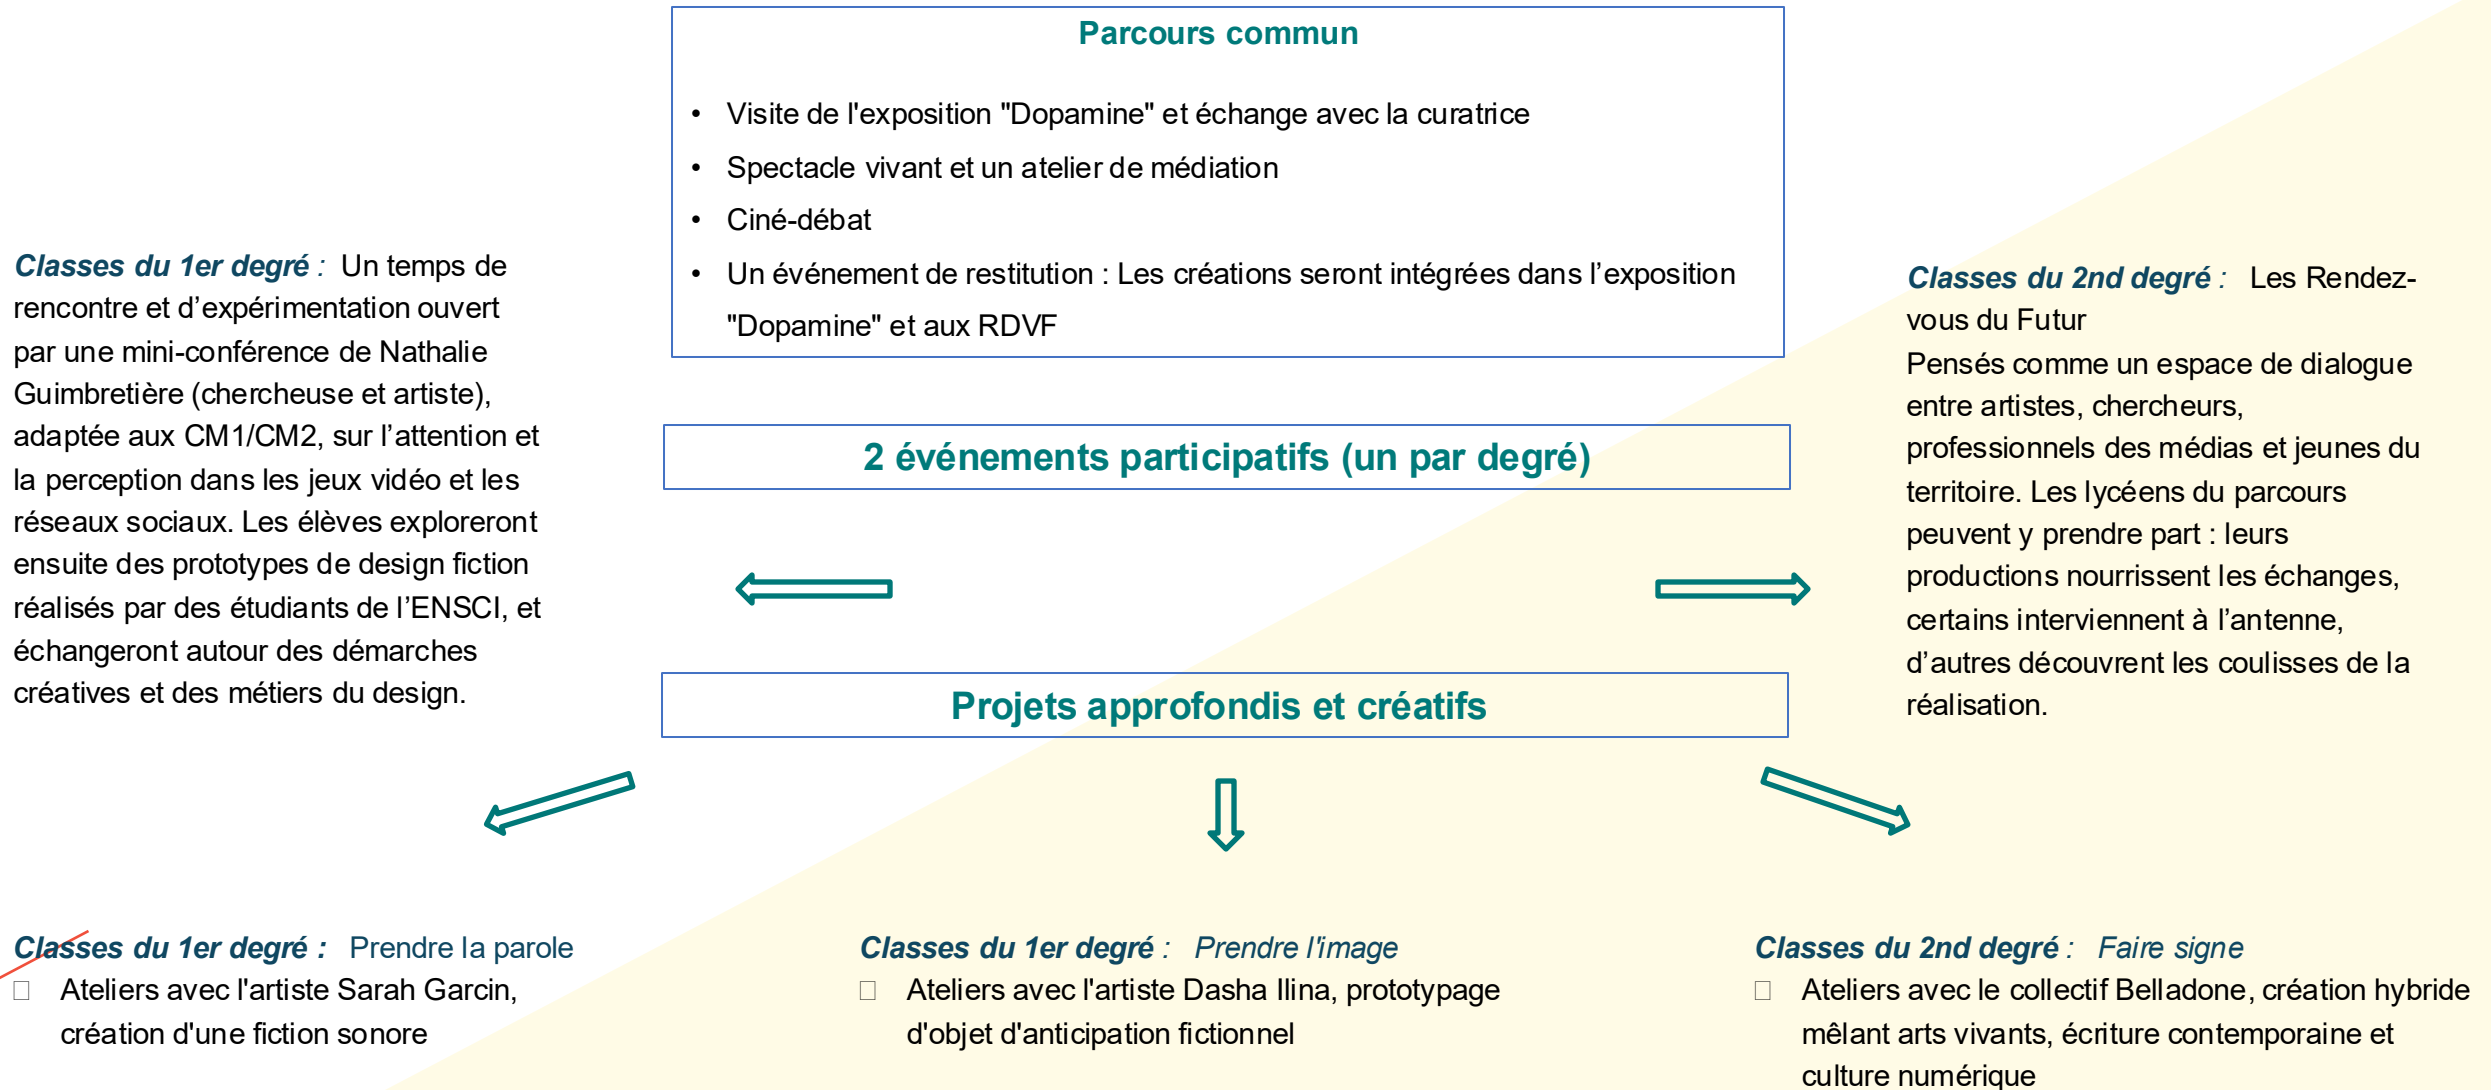 Parcours commun
• Visite de l'exposition "Dopamine" et échange avec la curatrice
• Spectacle vivant et un atelier de médiation
• Ciné-débat
• Un événement de restitution : Les créations seront intégrées dans l’exposition
"Dopamine" et aux RDVF
Classes du 1er degré : Un temps de
rencontre et d’expérimentation ouvert
par une mini-conférence de Nathalie
Guimbretière (chercheuse et artiste),
adaptée aux CM1/CM2, sur l’attention et
la perception dans les jeux vidéo et les
réseaux sociaux. Les élèves exploreront
ensuite des prototypes de design fiction
réalisés par des étudiants de l’ENSCI, et
échangeront autour des démarches
créatives et des métiers du design.
2 événements participatifs (un par degré)
Classes du 2nd degré : Les Rendez-
vous du Futur
Pensés comme un espace de dialogue
entre artistes, chercheurs,
professionnels des médias et jeunes du
territoire. Les lycéens du parcours
peuvent y prendre part : leurs
productions nourrissent les échanges,
certains interviennent à l’antenne,
d’autres découvrent les coulisses de la
réalisation.
Projets approfondis et créatifs
Classes du 1er degré : Prendre la parole
Ateliers avec l'artiste Sarah Garcin,
création d'une fiction sonore
Classes du 1er degré : Prendre l'image
Ateliers avec l'artiste Dasha Ilina, prototypage
d'objet d'anticipation fictionnel
Classes du 2nd degré : Faire signe
Ateliers avec le collectif Belladone, création hybride
mêlant arts vivants, écriture contemporaine et
culture numérique